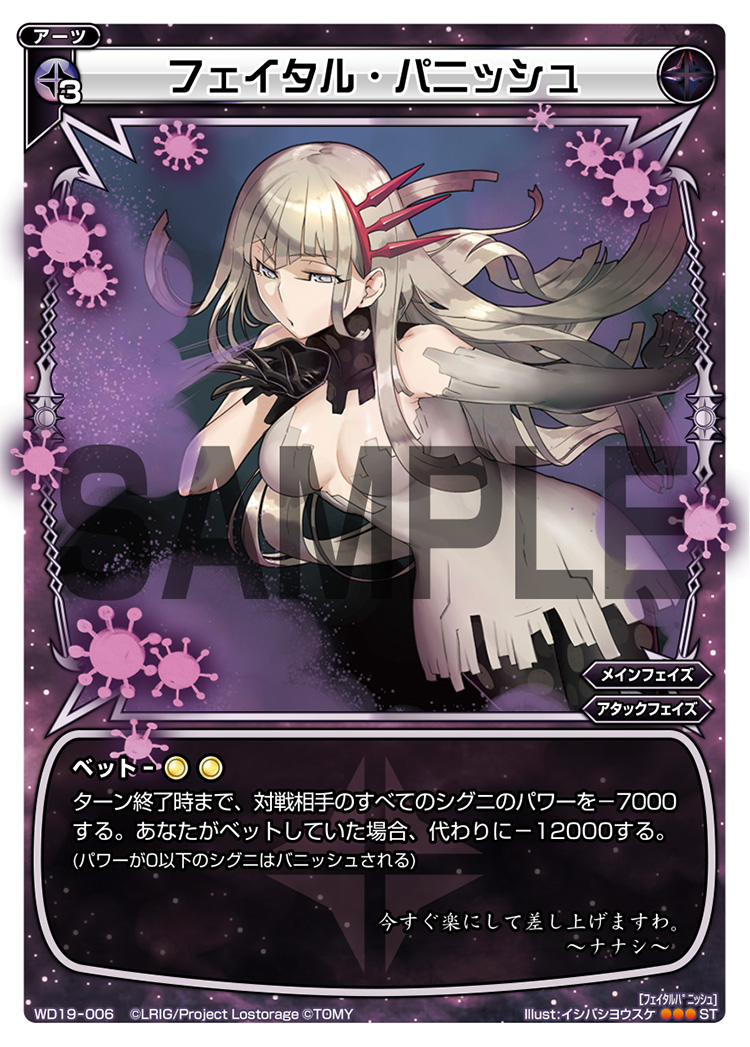 アーツ
3
フェイタル・パニッシュ
SAMPLE
メインフェイズ
アタックフェイズ
ベット-
ターン終了時まで、対戦相手のすべてのシグニのパワーを－7000
する。あなたがベットしていた場合、代わりに－12000する。
(パワーが0以下のシグニはバニッシュされる)
今すぐ楽にして差し上げますわ。
～ナナシ～
[フェイタルパニッシュ]
WD19-006 ©LRIG/Project Lostorage ©TOMY
Illust:イシバシヨウスケ ST